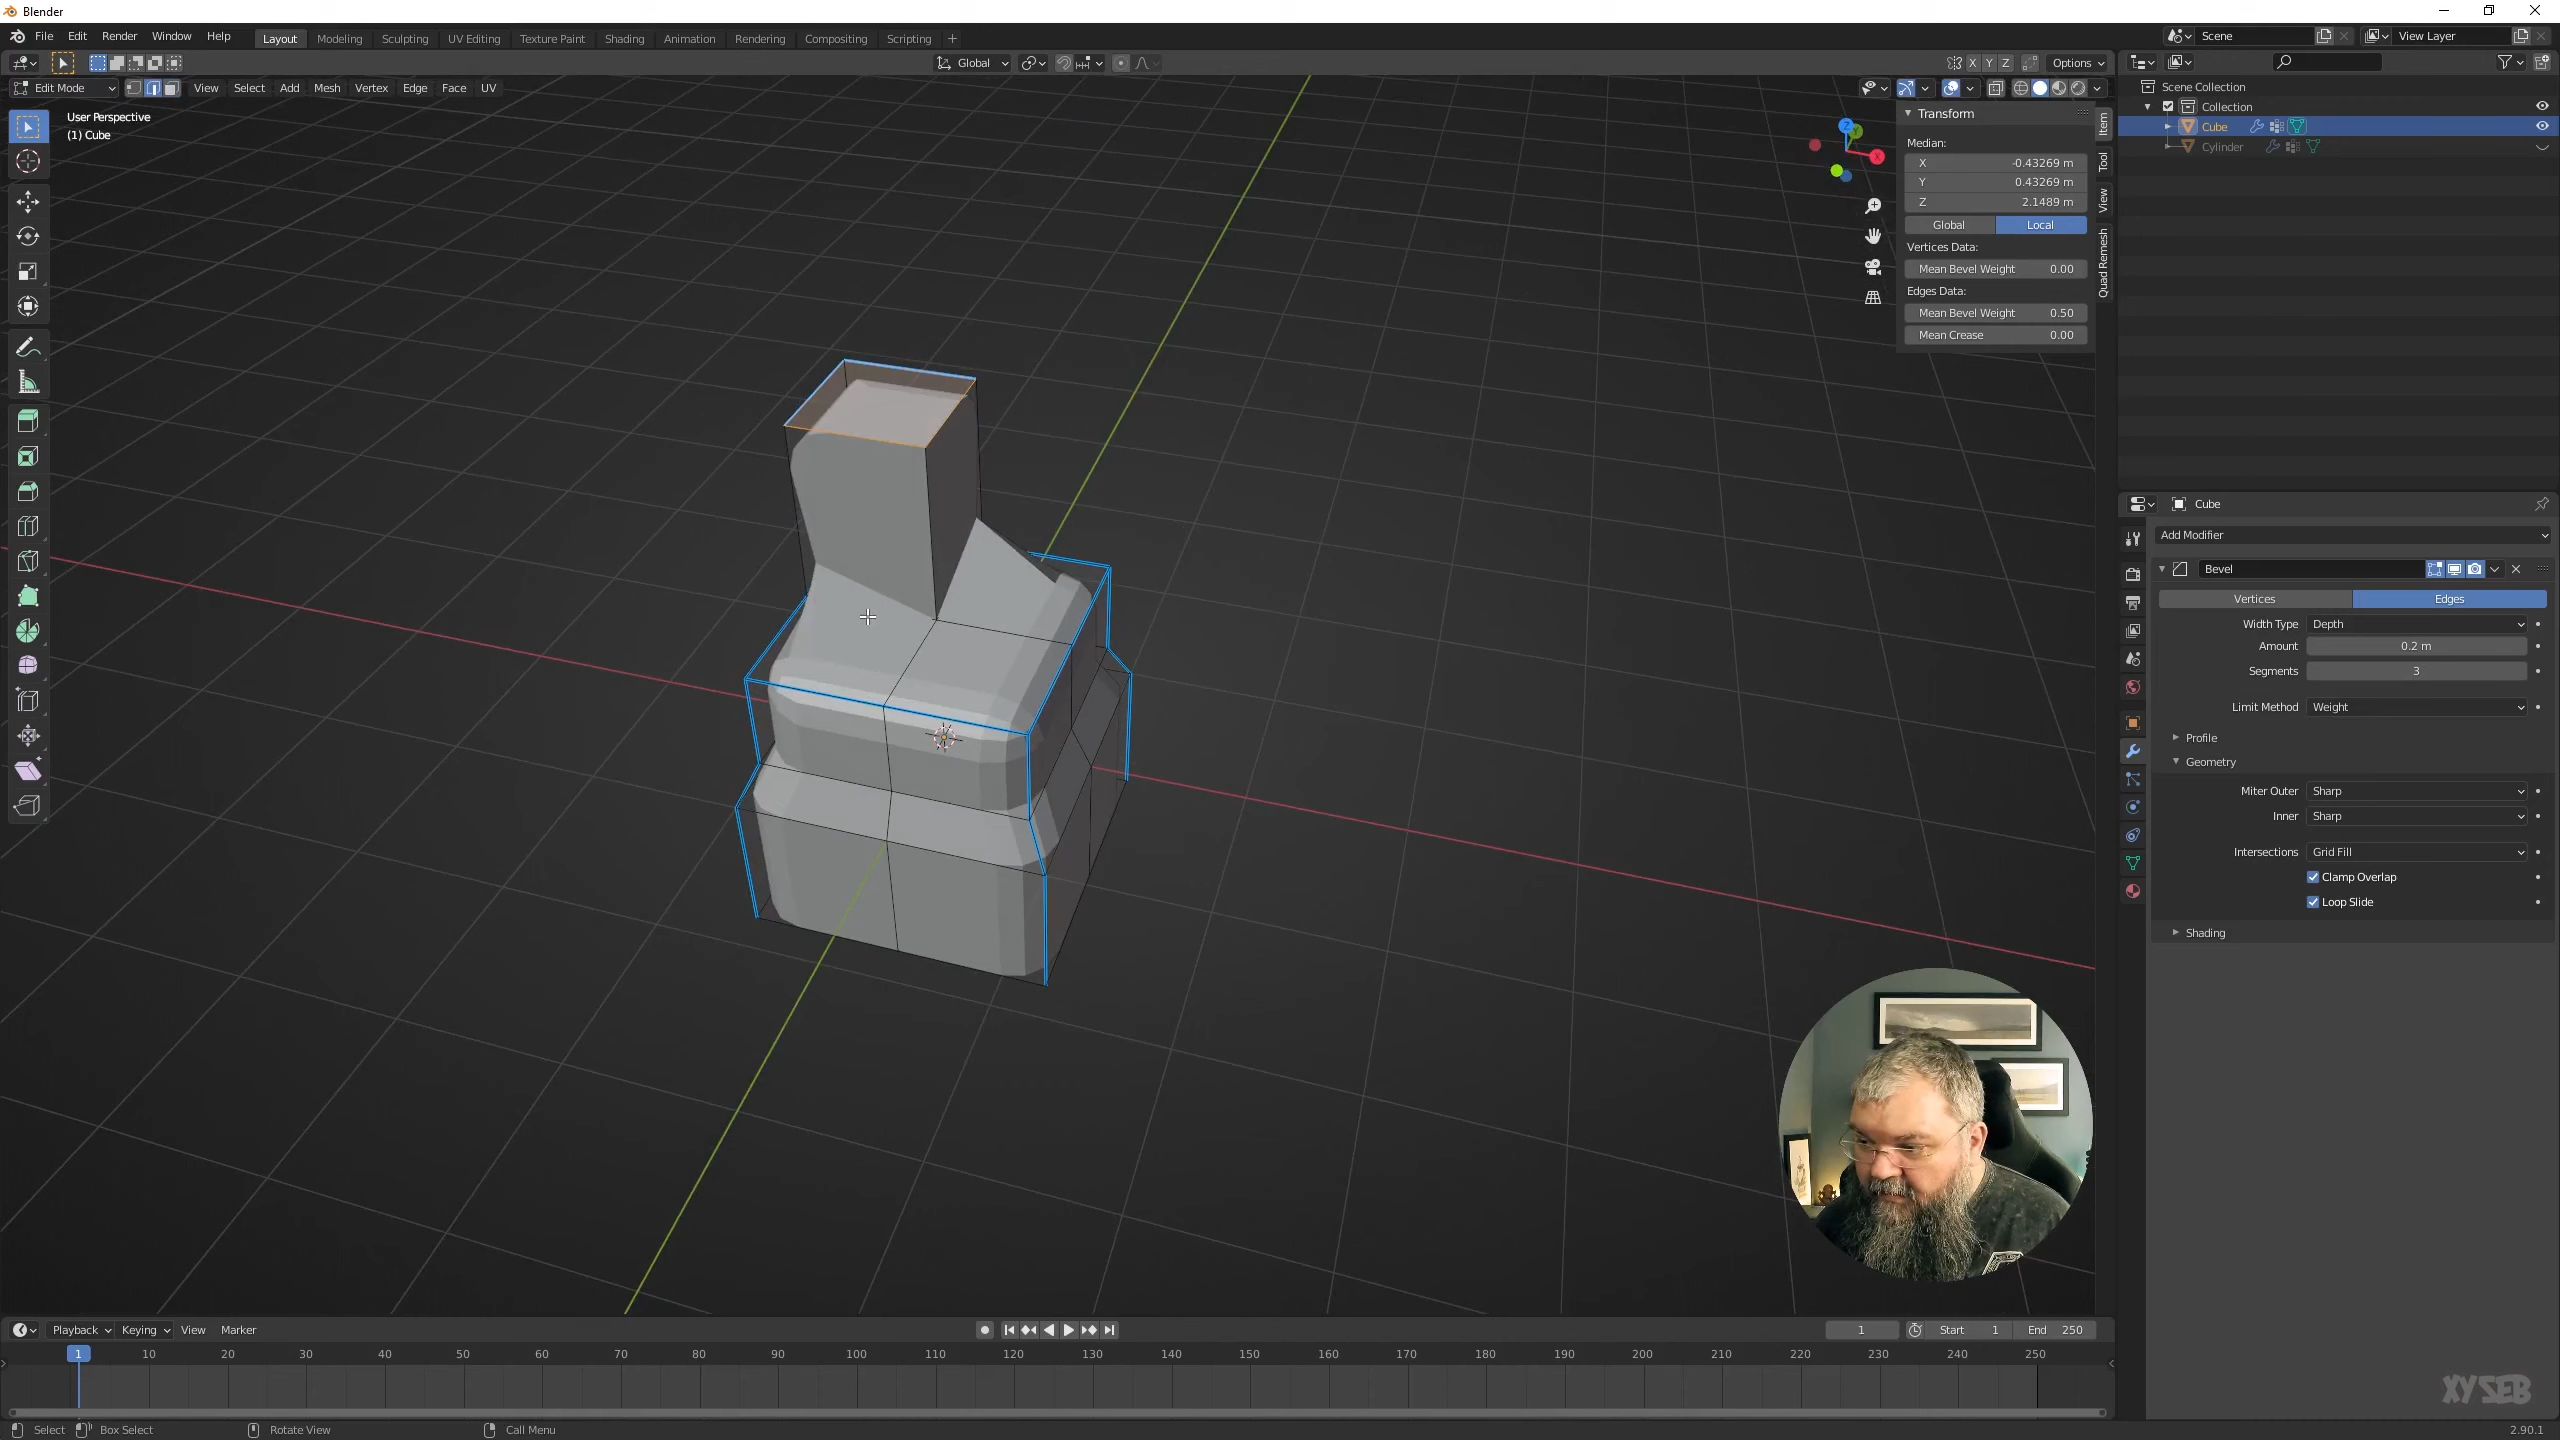 Blender
File Edit Render Window Help
Layout Modeling Sculpting UV Editing Texture Paint Shading Animation Rendering Compositing Scripting +
Scene
View Layer
Global
X Y Z
Options
Edit Mode
View Select Add Mesh Vertex Edge Face UV
User Perspective
(1) Cube
Z
Y
X
Transform
Median:
X -0.43269 m
Y 0.43269 m
Z 2.1489 m
Global Local
Vertices Data:
Mean Bevel Weight 0.00
Edges Data:
Mean Bevel Weight 0.50
Mean Crease 0.00
Item
Tool
View
Quad Remesh
Scene Collection
Collection
Cube
Cylinder
Cube
Add Modifier
Bevel
Vertices Edges
Width Type Depth
Amount 0.2 m
Segments 3
Limit Method Weight
Profile
Geometry
Miter Outer Sharp
Inner Sharp
Intersections Grid Fill
Clamp Overlap
Loop Slide
Shading
Playback Keying View Marker
1
Start 1
End 250
1 10 20 30 40 50 60 70 80 90 100 110 120 130 140 150 160 170 180 190 200 210 220 230 240 250
XYSEB
Select Box Select Rotate View Call Menu
2.90.1